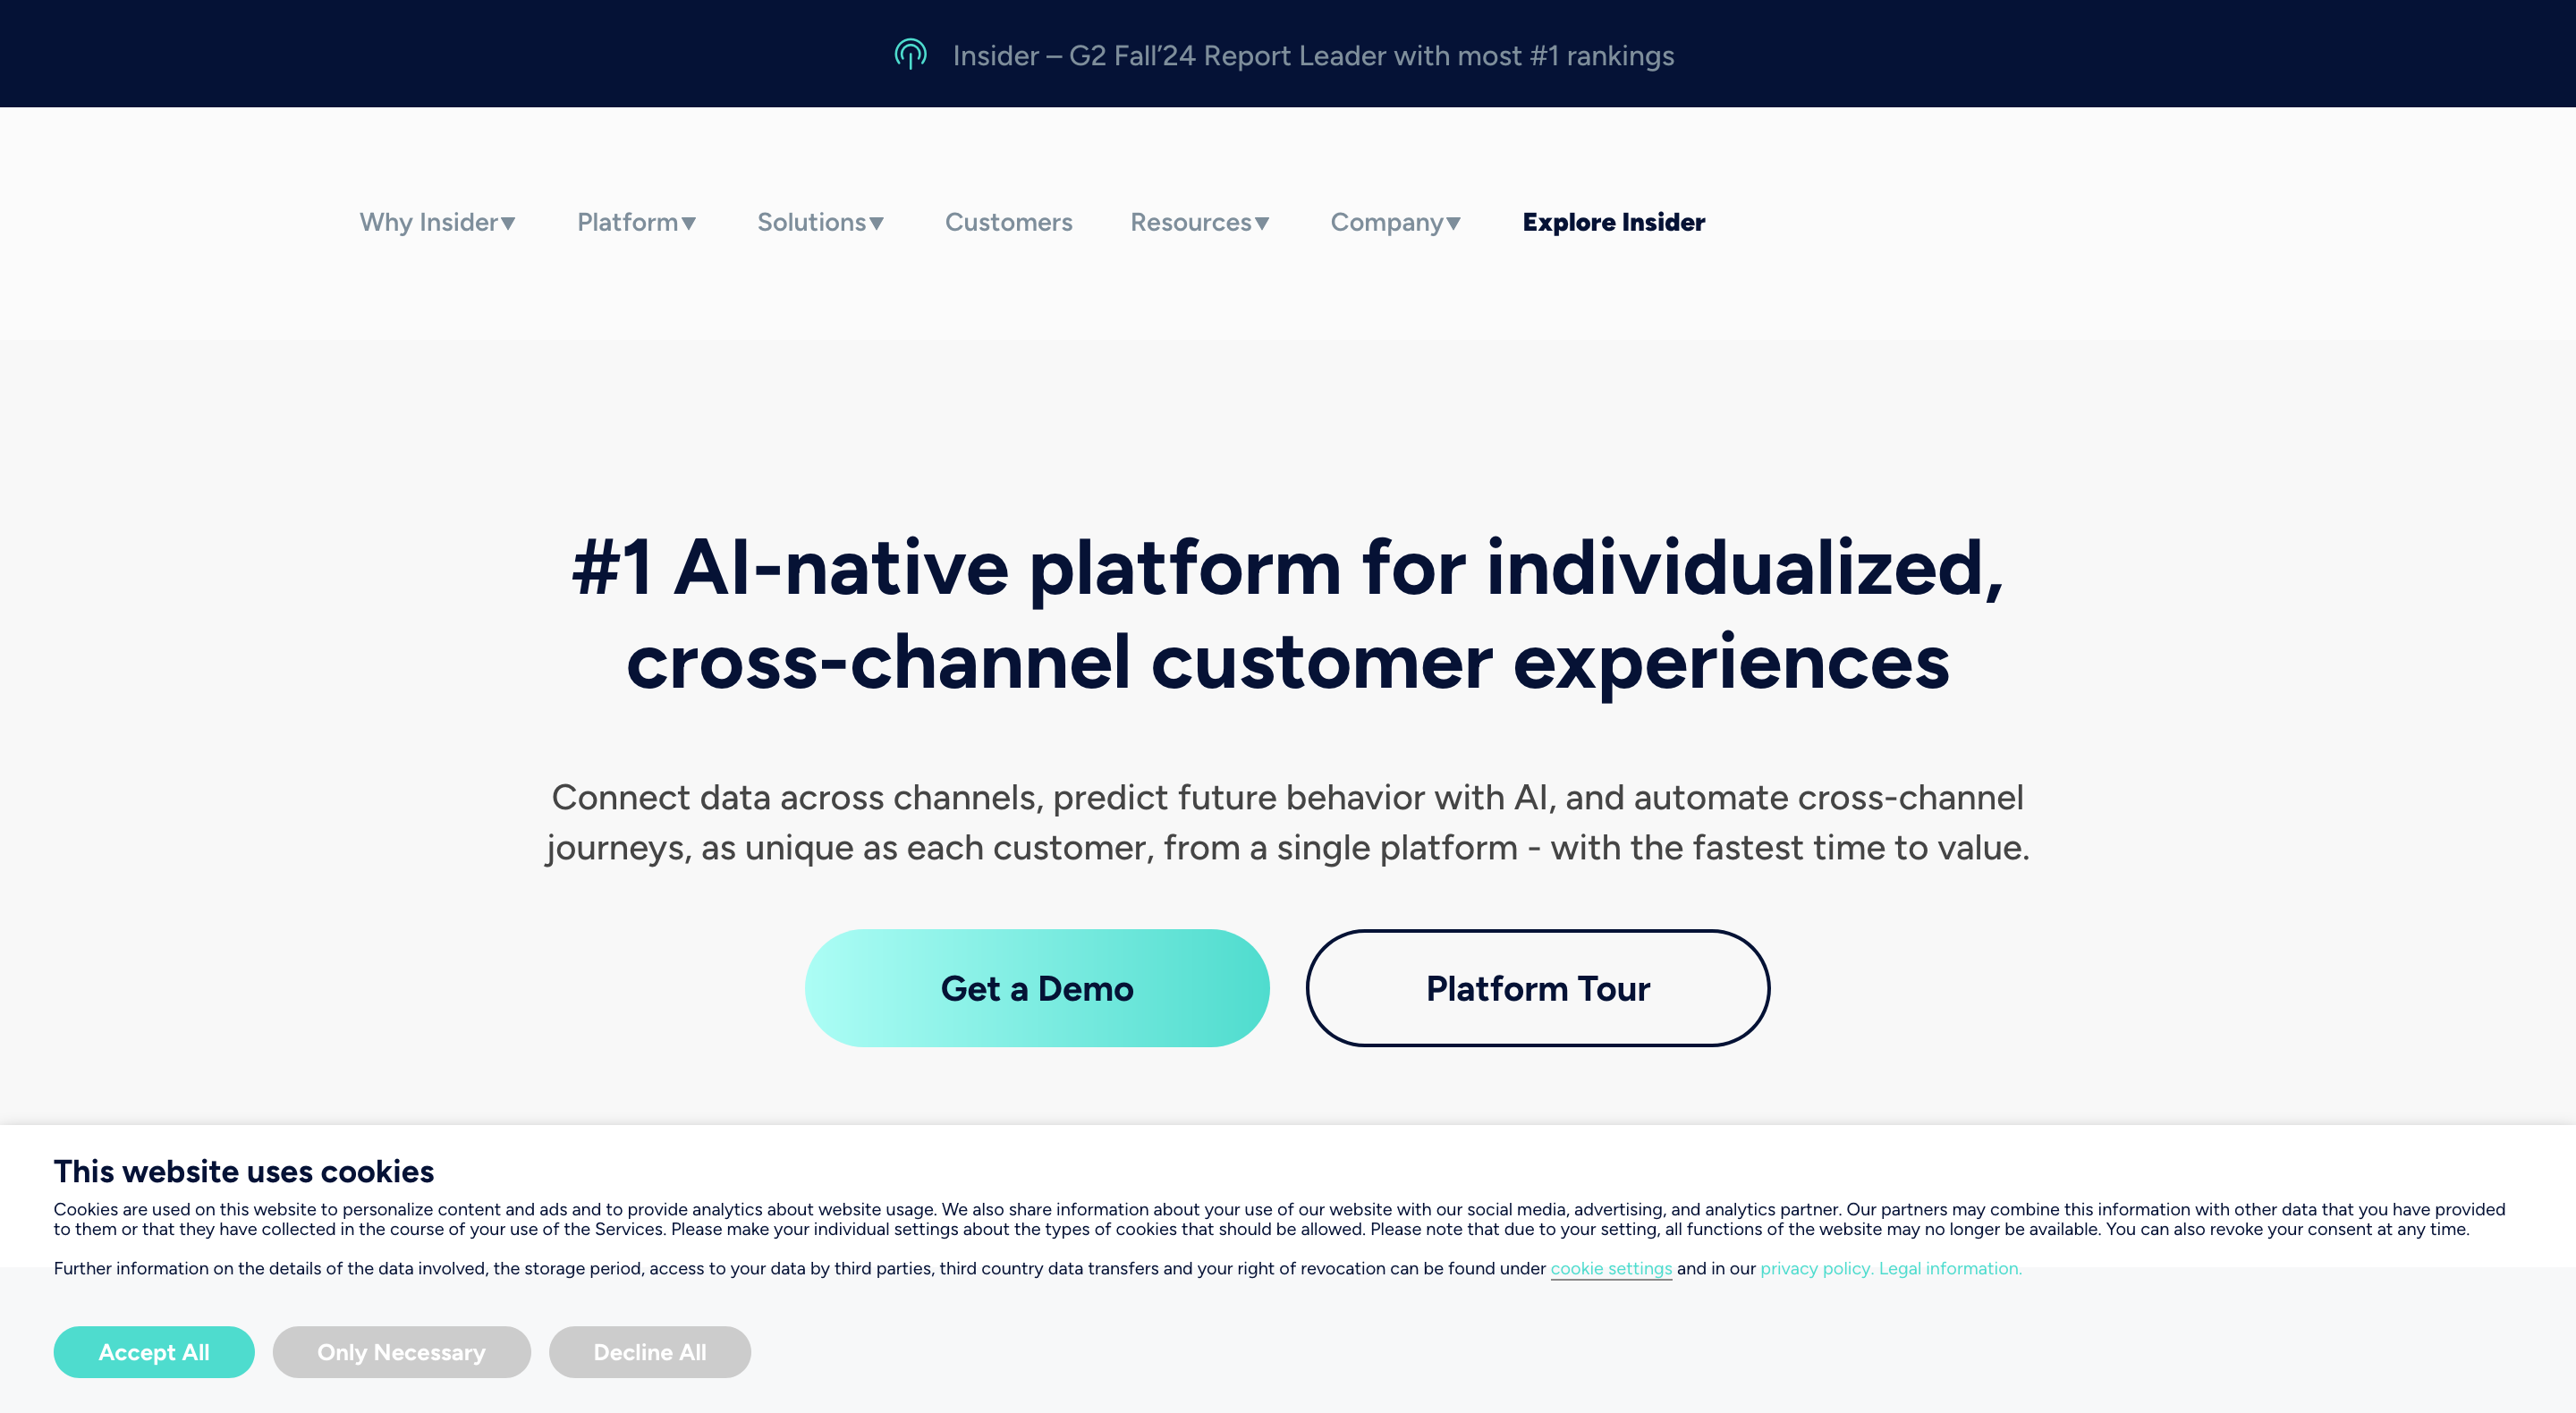 Insider – G2 Fall’24 Report Leader with most #1 rankings
Why Insider Platform Solutions Customers Resources Company Explore Insider
#1 AI-native platform for individualized,
cross-channel customer experiences
Connect data across channels, predict future behavior with AI, and automate cross-channel
journeys, as unique as each customer, from a single platform - with the fastest time to value.
Get a Demo Platform Tour
This website uses cookies
Cookies are used on this website to personalize content and ads and to provide analytics about website usage. We also share information about your use of our website with our social media, advertising, and analytics partner. Our partners may combine this information with other data that you have provided
to them or that they have collected in the course of your use of the Services. Please make your individual settings about the types of cookies that should be allowed. Please note that due to your setting, all functions of the website may no longer be available. You can also revoke your consent at any time.
Further information on the details of the data involved, the storage period, access to your data by third parties, third country data transfers and your right of revocation can be found under cookie settings and in our privacy policy. Legal information.
Accept All Only Necessary Decline All